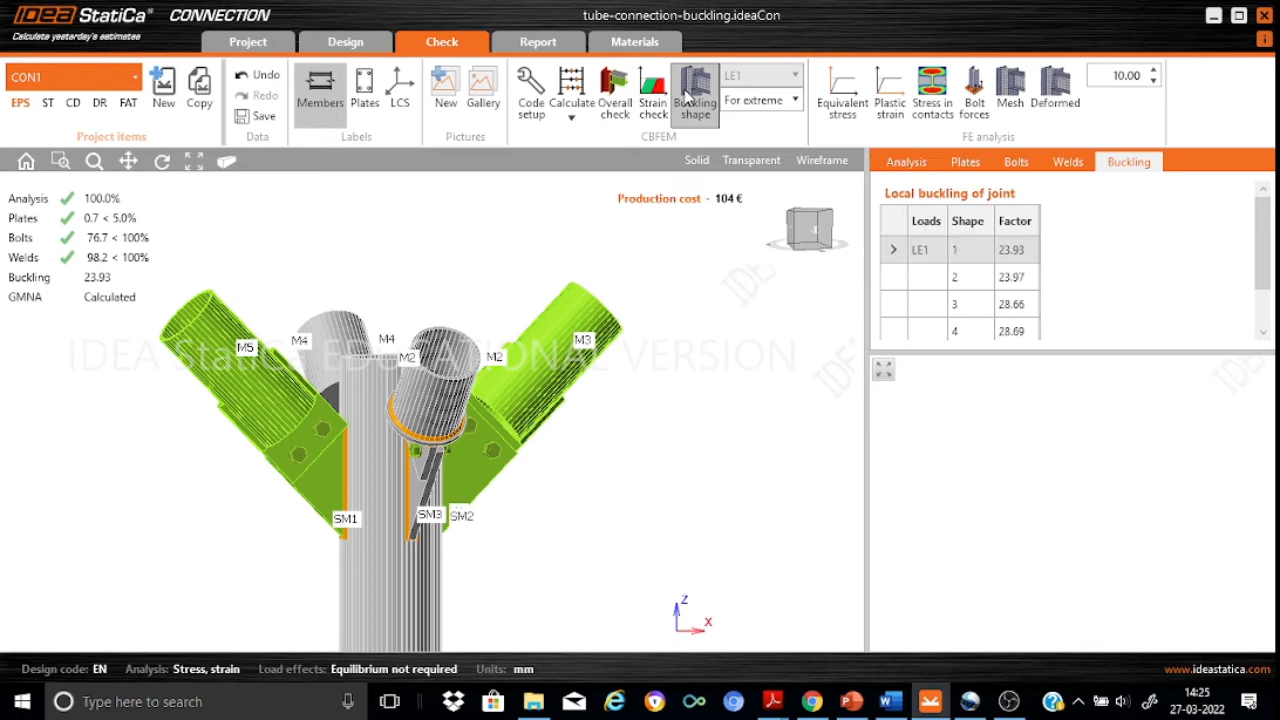 IDEA StatiCa® CONNECTION
Calculate yesterday's estimates
tube-connection-buckling.ideaCon
Project
Design
Check
Report
Materials
CON1
EPS ST CD DR FAT
New
Copy
Project items
Undo
Redo
Save
Data
Members
Plates
LCS
Labels
New
Gallery
Pictures
Code setup
Calculate
Overall check
Strain check
Buckling shape
LE1
For extreme
CBFEM
Equivalent stress
Plastic strain
Stress in contacts
Bolt forces
Mesh
Deformed
10.00
FE analysis
Solid Transparent Wireframe
Analysis Plates Bolts Welds Buckling
Analysis 100.0%
Plates 0.7 < 5.0%
Bolts 76.7 < 100%
Welds 98.2 < 100%
Buckling 23.93
GMNA Calculated
Production cost - 104 €
Local buckling of joint
Loads Shape Factor
LE1 1 23.93
2 23.97
3 28.66
4 28.69
IDEA StatiCa EDUCATIONAL VERSION
M5
M4
M4
M2
M2
M3
SM1
SM3
SM2
Z
X
Design code: EN Analysis: Stress, strain Load effects: Equilibrium not required Units: mm
www.ideastatica.com
Type here to search
14:25
27-03-2022